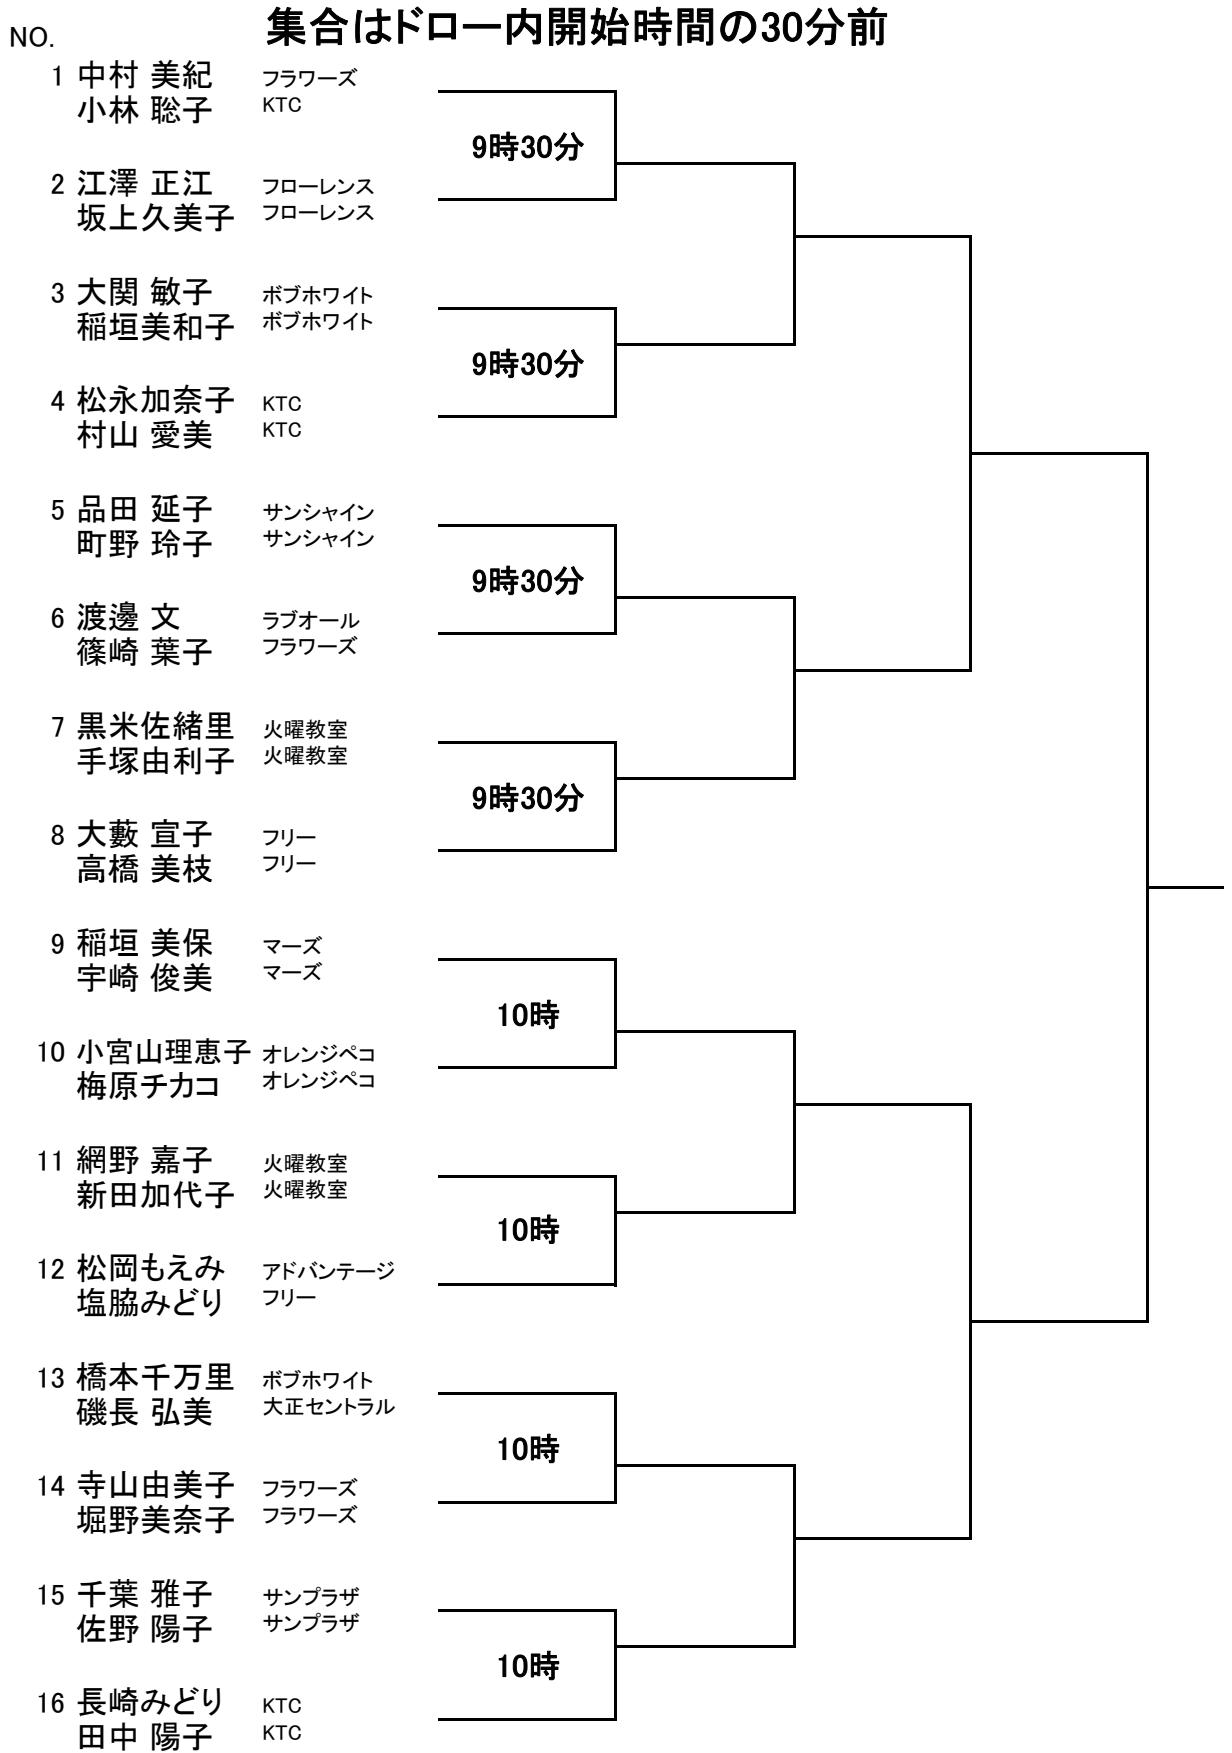 集合はドロー内開始時間の30分前
NO.
1 中村 美紀 フラワーズ
小林 聡子 KTC
9時30分
2 江澤 正江 フローレンス
坂上久美子 フローレンス
3 大関 敏子 ボブホワイト
稲垣美和子 ボブホワイト
9時30分
4 松永加奈子 KTC
村山 愛美 KTC
5 品田 延子 サンシャイン
町野 玲子 サンシャイン
9時30分
6 渡邊 文 ラブオール
篠崎 葉子 フラワーズ
7 黒米佐緒里 火曜教室
手塚由利子 火曜教室
9時30分
8 大藪 宣子 フリー
高橋 美枝 フリー
9 稲垣 美保 マーズ
宇崎 俊美 マーズ
10時
10 小宮山理恵子 オレンジペコ
梅原チカコ オレンジペコ
11 網野 嘉子 火曜教室
新田加代子 火曜教室
10時
12 松岡もえみ アドバンテージ
塩脇みどり フリー
13 橋本千万里 ボブホワイト
磯長 弘美 大正セントラル
10時
14 寺山由美子 フラワーズ
堀野美奈子 フラワーズ
15 千葉 雅子 サンプラザ
佐野 陽子 サンプラザ
10時
16 長崎みどり KTC
田中 陽子 KTC